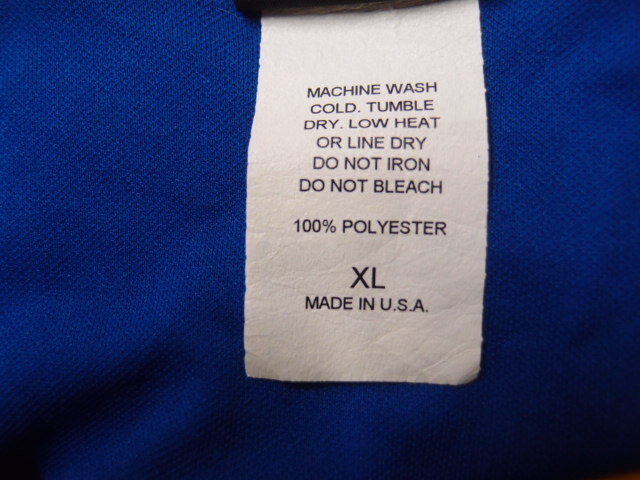 MACHINE WASH
COLD. TUMBLE
DRY. LOW HEAT
OR LINE DRY
DO NOT IRON
DO NOT BLEACH
100% POLYESTER
XL
MADE IN U.S.A.